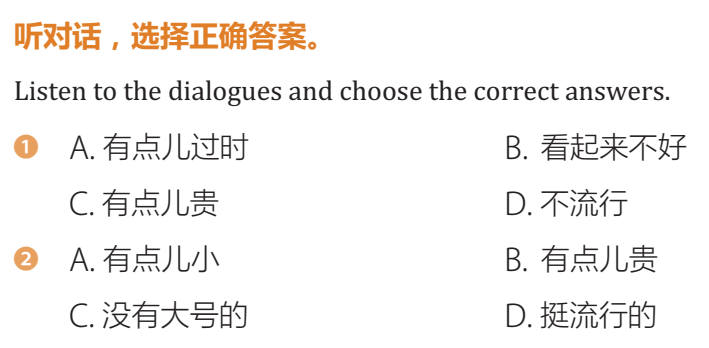 听对话，选择正确答案。
Listen to the dialogues and choose the correct answers.
1 A. 有点儿过时 B. 看起来不好
C. 有点儿贵 D. 不流行
2 A. 有点儿小 B. 有点儿贵
C. 没有大号的 D. 挺流行的